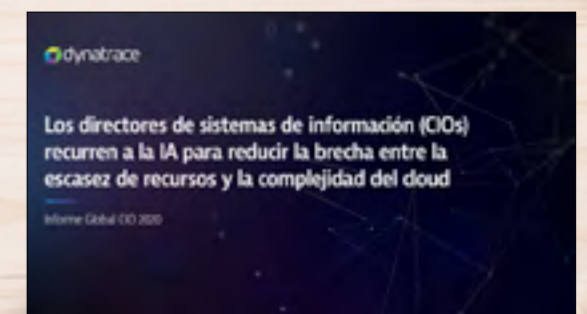 dynatrace
Los directores de sistemas de información (CIOs)
recurren a la IA para reducir la brecha entre la
escasez de recursos y la complejidad del cloud
Informe Global CIO 2020